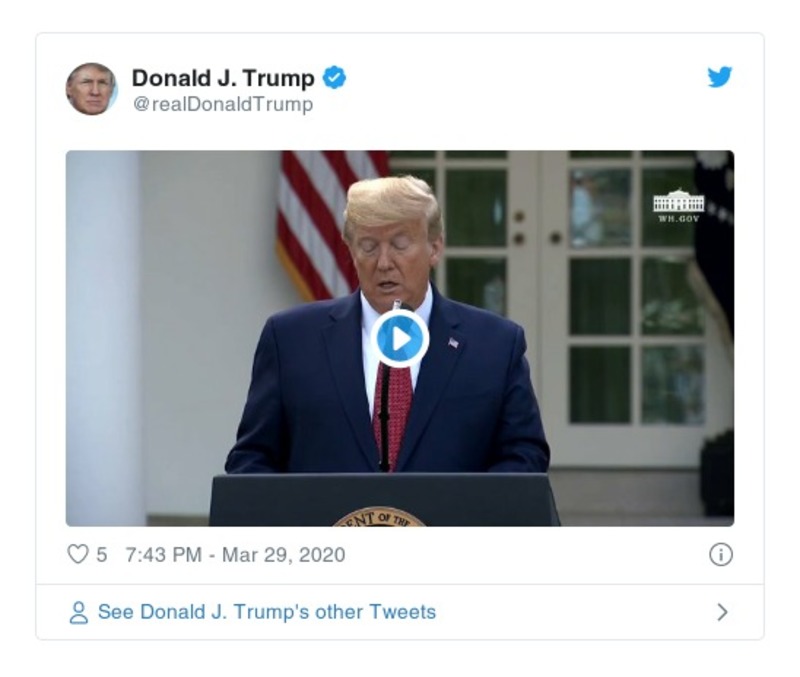 Donald J. Trump
@realDonaldTrump
WH.GOV
ENT OF THE
5 7:43 PM - Mar 29, 2020
See Donald J. Trump's other Tweets